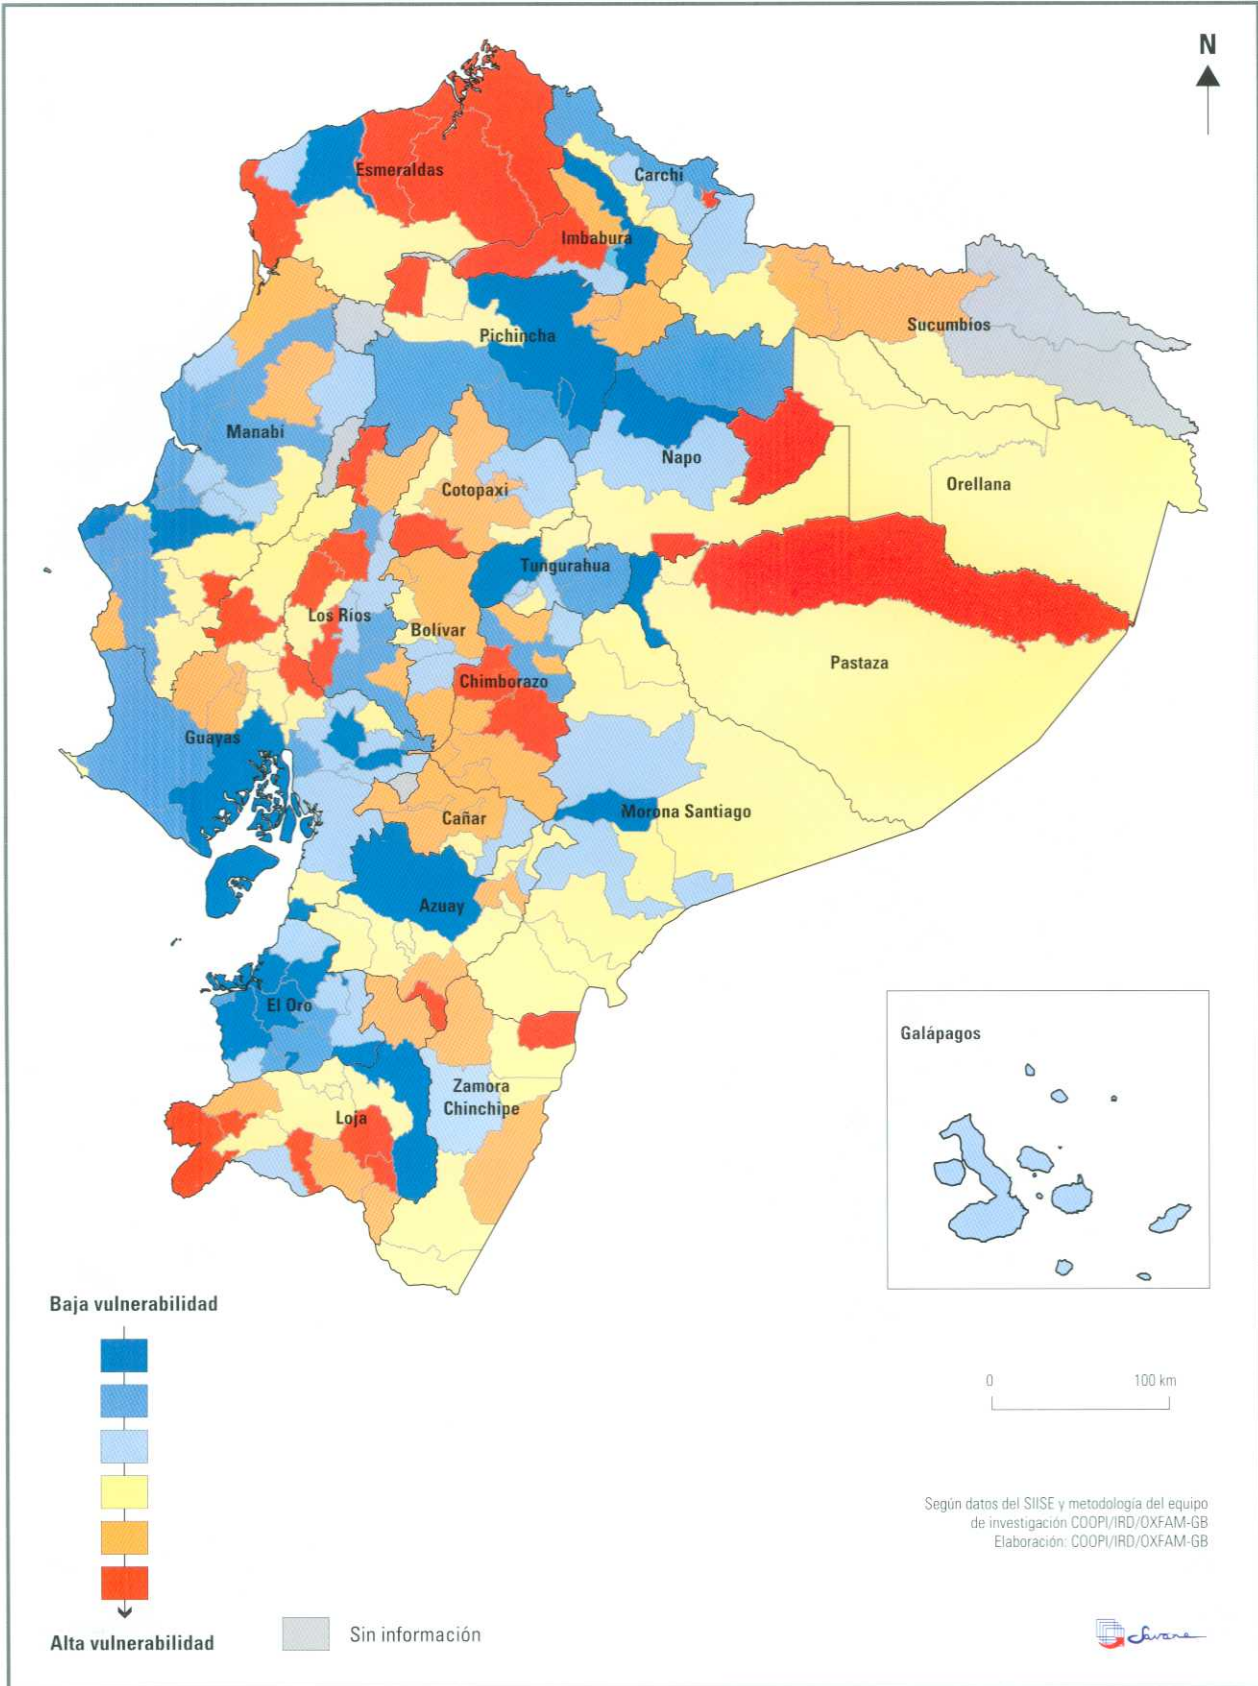 N
Esmeraldas
Carchi
Imbabura
Sucumbios
Pichincha
Manabí
Napo
Cotopaxi
Orellana
Tungurahua
Los Ríos
Bolívar
Pastaza
Chimborazo
Guayas
Morona Santiago
Cañar
Azuay
El Oro
Galápagos
Zamora
Chinchipe
Loja
Baja vulnerabilidad
0 100 km
Según datos del SIISE y metodología del equipo
de investigación COOPI/IRD/OXFAM-GB
Elaboración: COOPI/IRD/OXFAM-GB
Alta vulnerabilidad
Sin información
Savane